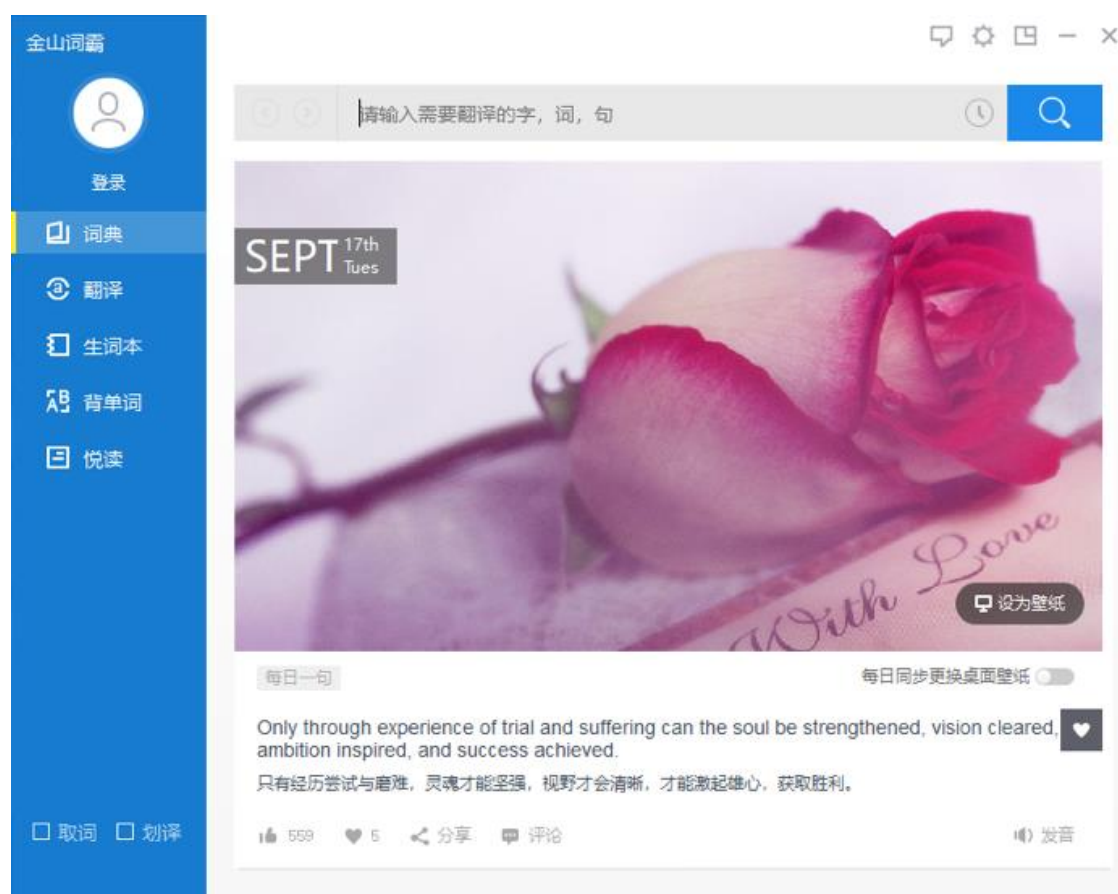 金山词霸
登录
词典
翻译
生词本
背单词
悦读
取词 划译
请输入需要翻译的字，词，句
SEPT 17th
Tues
With Love
设为壁纸
每日一句
每日同步更换桌面壁纸
Only through experience of trial and suffering can the soul be strengthened, vision cleared,
ambition inspired, and success achieved.
只有经历尝试与磨难，灵魂才能坚强，视野才会清晰，才能激起雄心，获取胜利。
559 5 分享 评论 发音